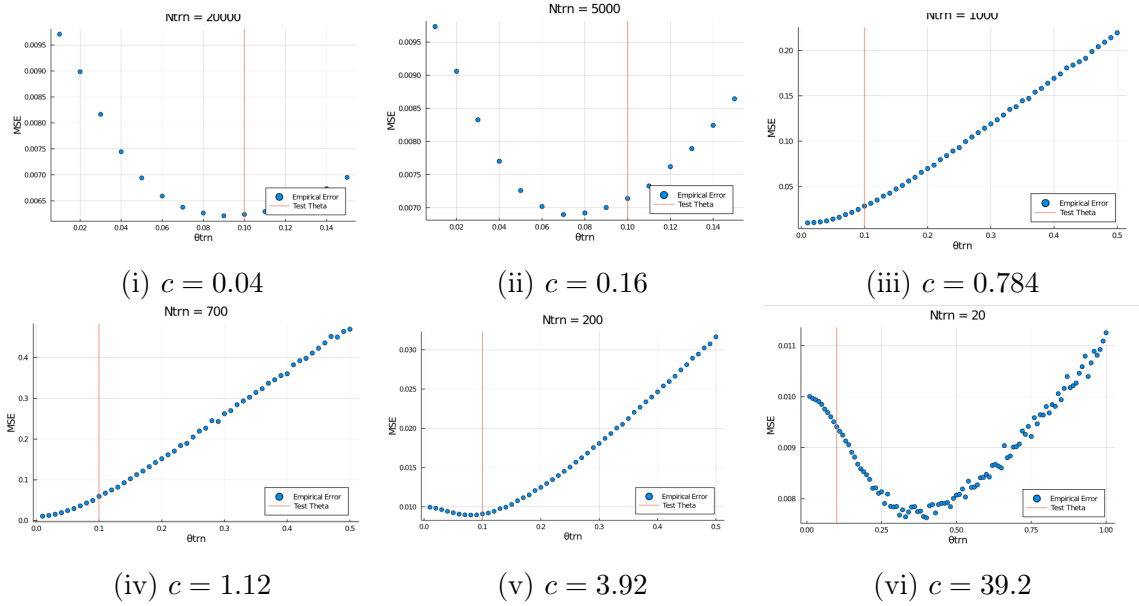 Ntrn = 20000
MSE
0.0095
0.0090
0.0085
0.0080
0.0075
0.0070
0.0065
0.02 0.04 0.06 0.08 0.10 0.12 0.14
θtrn
Empirical Error
Test Theta
(i) c = 0.04
Ntrn = 5000
MSE
0.0095
0.0090
0.0085
0.0080
0.0075
0.0070
0.02 0.04 0.06 0.08 0.10 0.12 0.14
θtrn
Empirical Error
Test Theta
(ii) c = 0.16
Ntrn = 1000
MSE
0.20
0.15
0.10
0.05
0.0 0.1 0.2 0.3 0.4 0.5
θtrn
Empirical Error
Test Theta
(iii) c = 0.784
Ntrn = 700
MSE
0.4
0.3
0.2
0.1
0.0
0.0 0.1 0.2 0.3 0.4 0.5
θtrn
Empirical Error
Test Theta
(iv) c = 1.12
Ntrn = 200
MSE
0.030
0.025
0.020
0.015
0.010
0.0 0.1 0.2 0.3 0.4 0.5
θtrn
Empirical Error
Test Theta
(v) c = 3.92
Ntrn = 20
MSE
0.011
0.010
0.009
0.008
0.00 0.25 0.50 0.75 1.00
θtrn
Empirical Error
Test Theta
(vi) c = 39.2